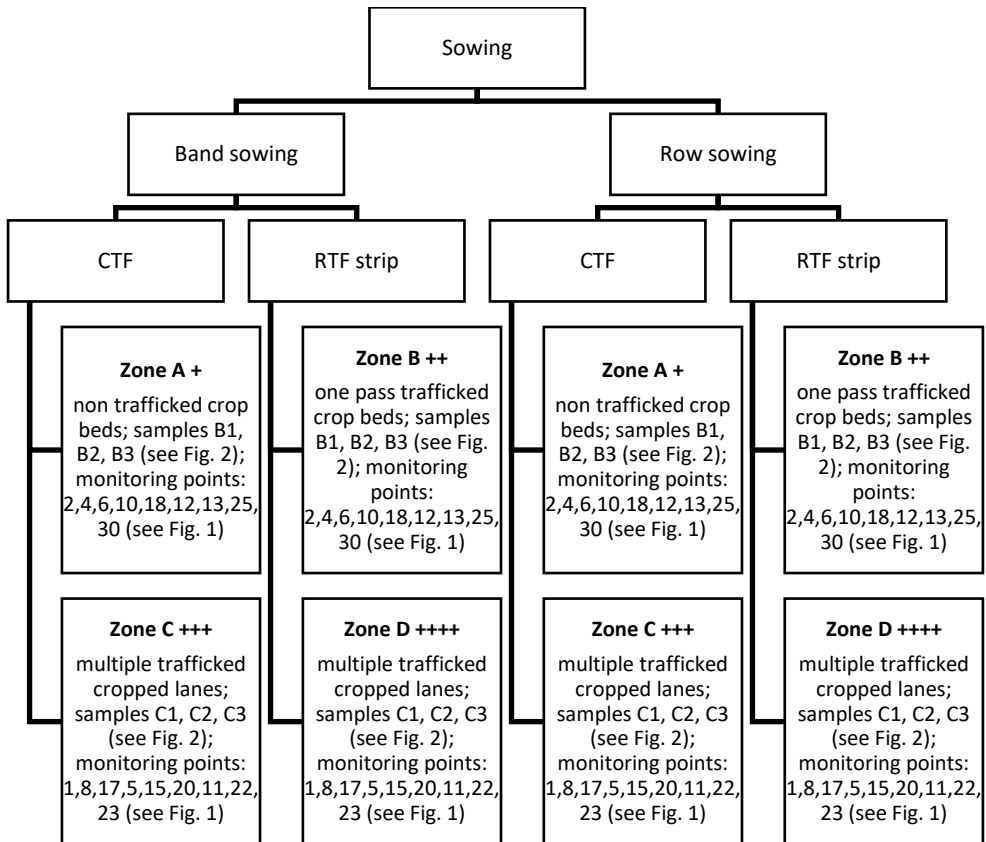 Sowing
Band sowing
Row sowing
CTF
RTF strip
CTF
RTF strip
Zone A +
non trafficked crop
beds; samples B1,
B2, B3 (see Fig. 2);
monitoring points:
2,4,6,10,18,12,13,25,
30 (see Fig. 1)
Zone B ++
one pass trafficked
crop beds; samples
B1, B2, B3 (see Fig.
2); monitoring
points:
2,4,6,10,18,12,13,25,
30 (see Fig. 1)
Zone A +
non trafficked crop
beds; samples B1,
B2, B3 (see Fig. 2);
monitoring points:
2,4,6,10,18,12,13,25,
30 (see Fig. 1)
Zone B ++
one pass trafficked
crop beds; samples
B1, B2, B3 (see Fig.
2); monitoring
points:
2,4,6,10,18,12,13,25,
30 (see Fig. 1)
Zone C +++
multiple trafficked
cropped lanes;
samples C1, C2, C3
(see Fig. 2);
monitoring points:
1,8,17,5,15,20,11,22,
23 (see Fig. 1)
Zone D ++++
multiple trafficked
cropped lanes;
samples C1, C2, C3
(see Fig. 2);
monitoring points:
1,8,17,5,15,20,11,22,
23 (see Fig. 1)
Zone C +++
multiple trafficked
cropped lanes;
samples C1, C2, C3
(see Fig. 2);
monitoring points:
1,8,17,5,15,20,11,22,
23 (see Fig. 1)
Zone D ++++
multiple trafficked
cropped lanes;
samples C1, C2, C3
(see Fig. 2);
monitoring points:
1,8,17,5,15,20,11,22,
23 (see Fig. 1)